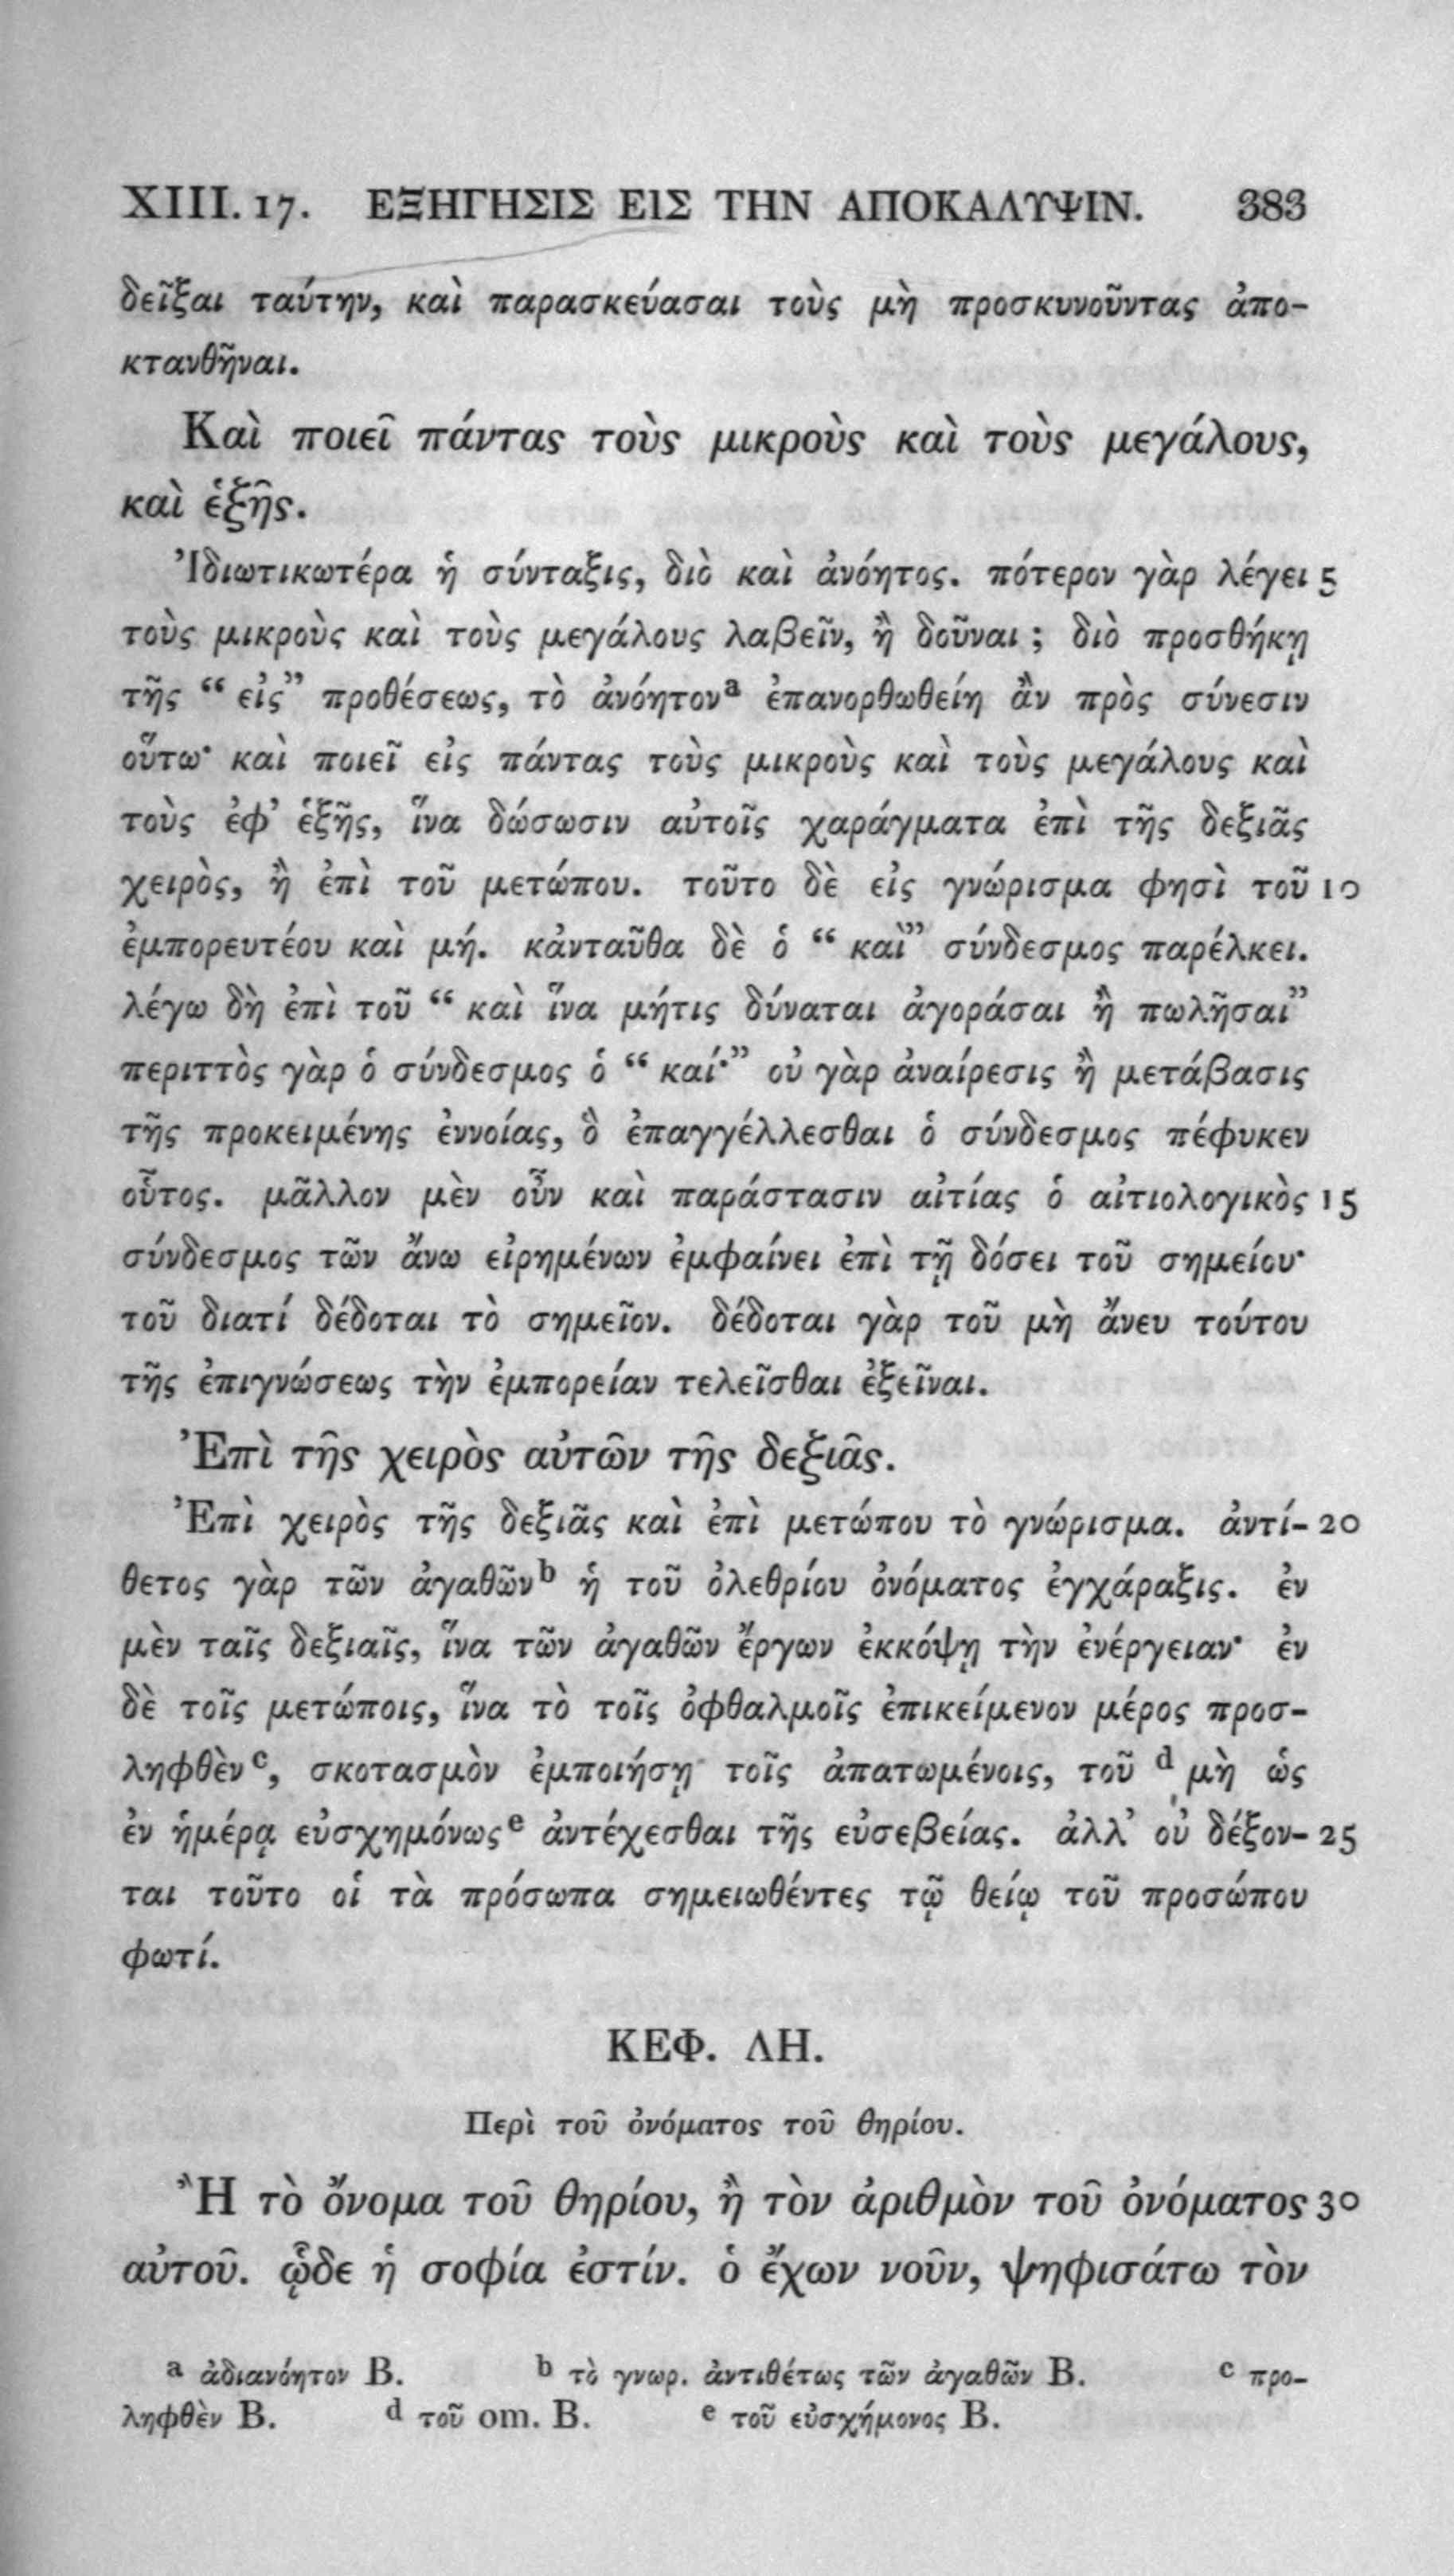 XIII. 17. ΕΞΗΓΗΣΙΣ ΕΙΣ ΤΗΝ ΑΠΟΚΑΛΥΨΙΝ. 383
δεῖξαι ταύτην, καὶ παρασκεύασαι τοὺς μὴ προσκυνοῦντας ἀπο-
κτανθῆναι.
Καὶ ποιεῖ πάντας τοὺς μικροὺς καὶ τοὺς μεγάλους,
καὶ ἑξῆς.
Ἰδιωτικωτέρα ἡ σύνταξις, διὸ καὶ ἀνόητος. πότερον γὰρ λέγει 5
τοὺς μικροὺς καὶ τοὺς μεγάλους λαβεῖν, ἢ δοῦναι ; διὸ προσθήκῃ
τῆς “ εἰς” προθέσεως, τὸ ἀνόητονᵃ ἐπανορθωθείη ἂν πρὸς σύνεσιν
οὕτω· καὶ ποιεῖ εἰς πάντας τοὺς μικροὺς καὶ τοὺς μεγάλους καὶ
τοὺς ἐφ’ ἑξῆς, ἵνα δώσωσιν αὐτοῖς χαράγματα ἐπὶ τῆς δεξιᾶς
χειρὸς, ἢ ἐπὶ τοῦ μετώπου. τοῦτο δὲ εἰς γνώρισμα φησὶ τοῦ 10
ἐμπορευτέου καὶ μή. κἀνταῦθα δὲ ὁ “ καὶ” σύνδεσμος παρέλκει.
λέγω δὴ ἐπὶ τοῦ “ καὶ ἵνα μήτις δύναται ἀγοράσαι ἢ πωλῆσαι”
περιττὸς γὰρ ὁ σύνδεσμος ὁ “ καί·” οὐ γὰρ ἀναίρεσις ἢ μετάβασις
τῆς προκειμένης ἐννοίας, ὃ ἐπαγγέλλεσθαι ὁ σύνδεσμος πέφυκεν
οὗτος. μᾶλλον μὲν οὖν καὶ παράστασιν αἰτίας ὁ αἰτιολογικὸς 15
σύνδεσμος τῶν ἄνω εἰρημένων ἐμφαίνει ἐπὶ τῇ δόσει τοῦ σημείου·
τοῦ διατί δέδοται τὸ σημεῖον. δέδοται γὰρ τοῦ μὴ ἄνευ τούτου
τῆς ἐπιγνώσεως τὴν ἐμπορείαν τελεῖσθαι ἐξεῖναι.
Ἐπὶ τῆς χειρὸς αὐτῶν τῆς δεξιᾶς.
Ἐπὶ χειρὸς τῆς δεξιᾶς καὶ ἐπὶ μετώπου τὸ γνώρισμα. ἀντί- 20
θετος γὰρ τῶν ἀγαθῶνᵇ ἡ τοῦ ὀλεθρίου ὀνόματος ἐγχάραξις. ἐν
μὲν ταῖς δεξιαῖς, ἵνα τῶν ἀγαθῶν ἔργων ἐκκόψῃ τὴν ἐνέργειαν· ἐν
δὲ τοῖς μετώποις, ἵνα τὸ τοῖς ὀφθαλμοῖς ἐπικείμενον μέρος προσ-
ληφθὲνᶜ, σκοτασμὸν ἐμποιήσῃ τοῖς ἀπατωμένοις, τοῦ ᵈ μὴ ὡς
ἐν ἡμέρᾳ εὐσχημόνωςᵉ ἀντέχεσθαι τῆς εὐσεβείας. ἀλλ’ οὐ δέξον- 25
ται τοῦτο οἱ τὰ πρόσωπα σημειωθέντες τῷ θείῳ τοῦ προσώπου
φωτί.
ΚΕΦ. ΛΗ.
Περὶ τοῦ ὀνόματος τοῦ θηρίου.
Ἢ τὸ ὄνομα τοῦ θηρίου, ἢ τὸν ἀριθμὸν τοῦ ὀνόματος 30
αὐτοῦ. ᾧδε ἡ σοφία ἐστίν. ὁ ἔχων νοῦν, ψηφισάτω τὸν
ᵃ ἀδιανόητον B. ᵇ τὸ γνωρ. ἀντιθέτως τῶν ἀγαθῶν B. ᶜ προ-
ληφθὲν B. ᵈ τοῦ om. B. ᵉ τοῦ εὐσχήμονος B.